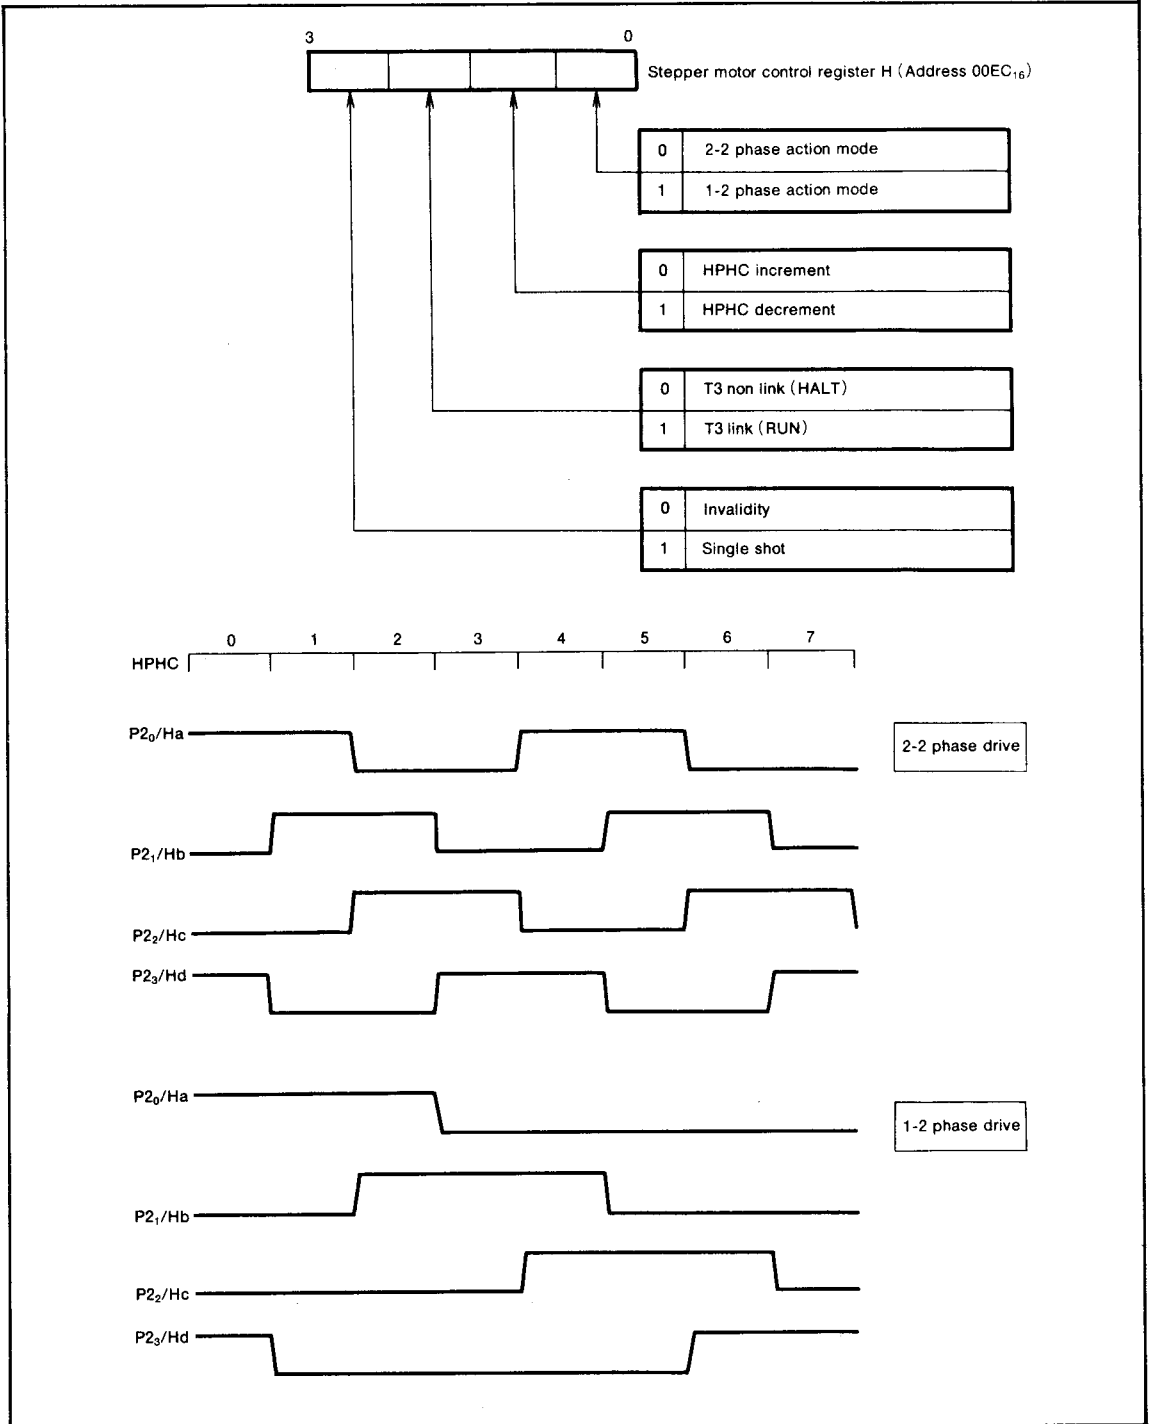 3 0
Stepper motor control register H (Address 00EC₁₆)
0 2-2 phase action mode
1 1-2 phase action mode
0 HPHC increment
1 HPHC decrement
0 T3 non link (HALT)
1 T3 link (RUN)
0 Invalidity
1 Single shot
0 1 2 3 4 5 6 7
HPHC
P2₀/Ha
2-2 phase drive
P2₁/Hb
P2₂/Hc
P2₃/Hd
P2₀/Ha
1-2 phase drive
P2₁/Hb
P2₂/Hc
P2₃/Hd